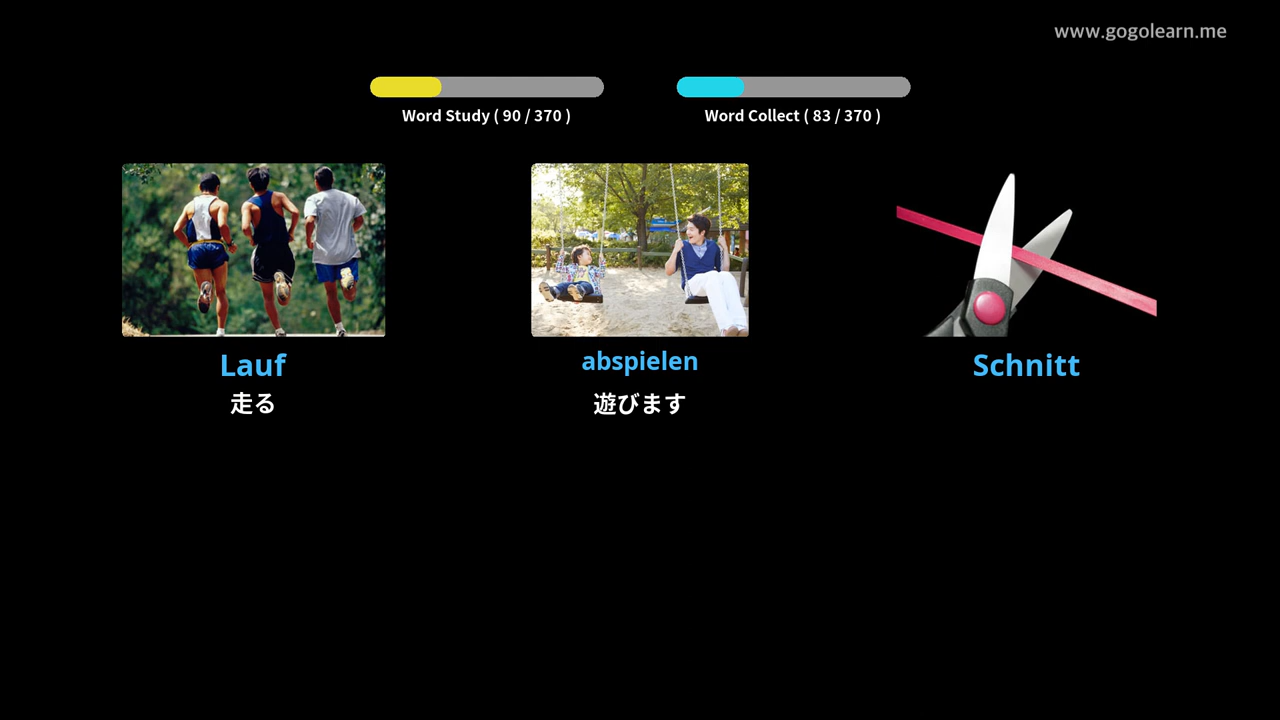 www.gogolearn.me
Word Study ( 90 / 370 )
Word Collect ( 83 / 370 )
Lauf
abspielen
Schnitt
走る
遊びます